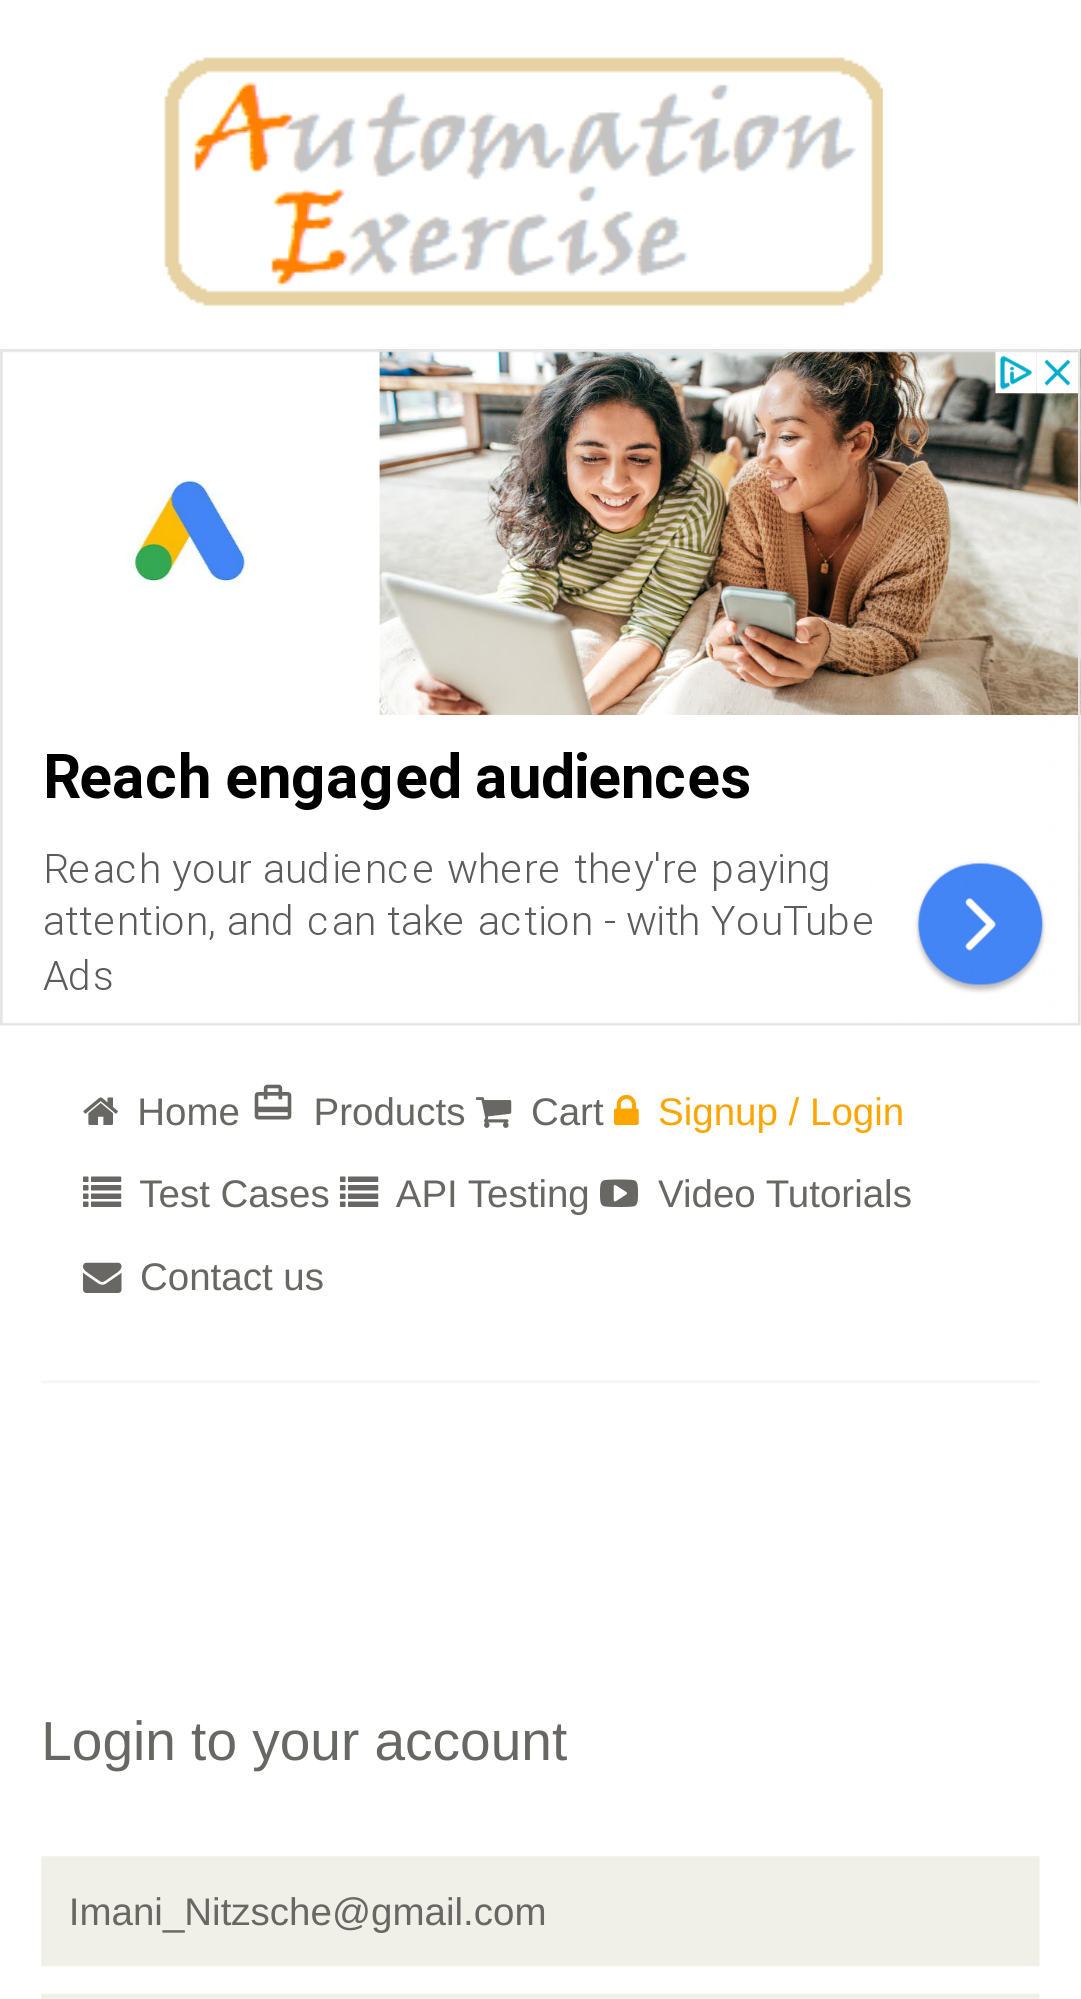 Automation
Exercise
Reach engaged audiences
Reach your audience where they're paying
attention, and can take action - with YouTube
Ads
Home Products Cart Signup / Login
Test Cases API Testing Video Tutorials
Contact us
Login to your account
Imani_Nitzsche@gmail.com